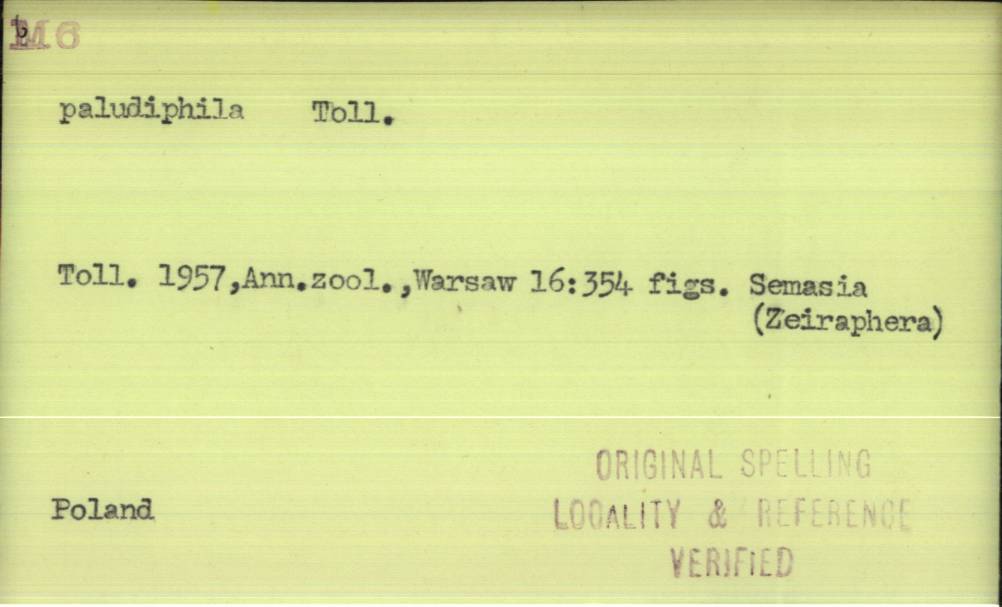 M6
paludiphila Toll.
Toll. 1957,Ann.zool.,Warsaw 16:354 figs. Semasia
(Zeiraphera)
ORIGINAL SPELLING
Poland LOCALITY & REFERENCE
VERIFIED